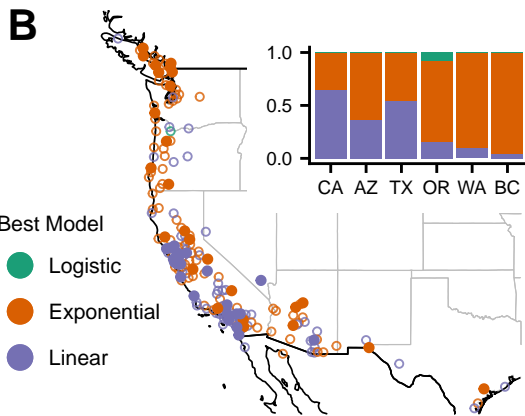 B
1.0
0.5
0.0
CA AZ TX OR WA BC
Best Model
Logistic
Exponential
Linear